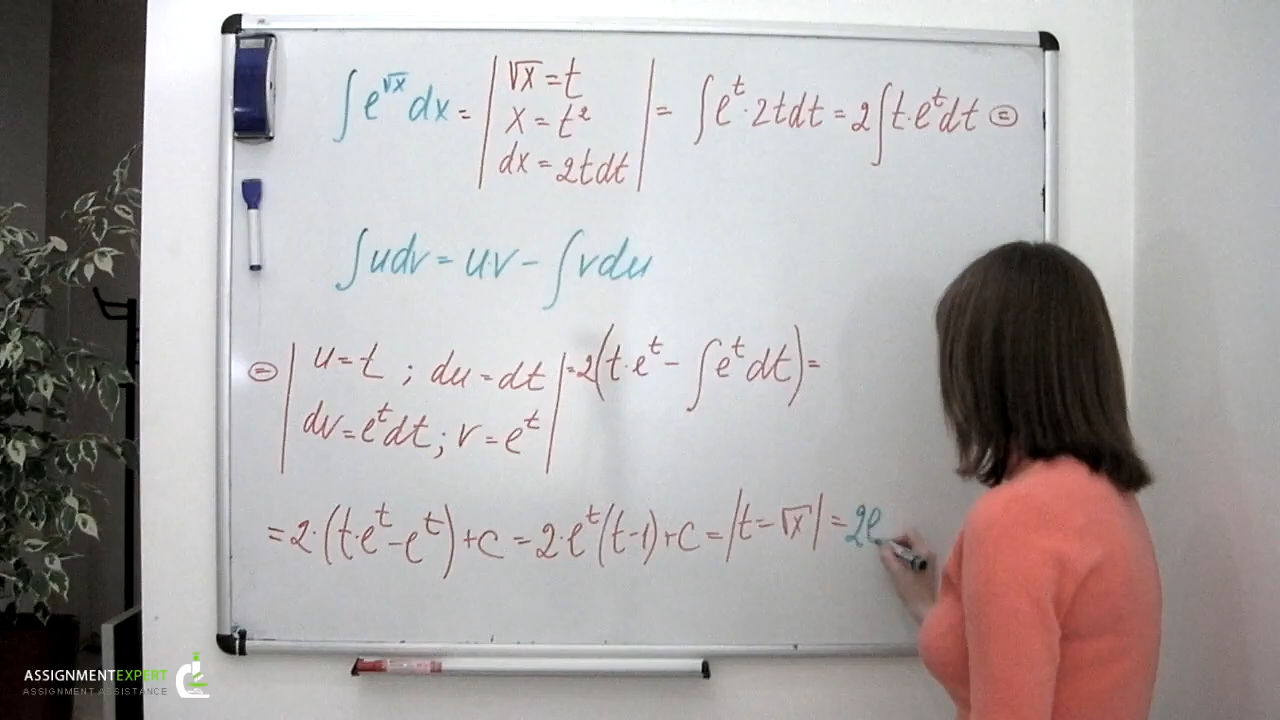 ∫e^√x dx = | √x = t
x = t²
dx = 2tdt | = ∫e^t · 2tdt = 2∫t·e^t dt ⊜
∫udv = u·v − ∫vdu
⊜ | u = t ; du = dt
dv = e^t dt ; v = e^t | = 2(t·e^t − ∫e^t dt) =
= 2·(t·e^t − e^t) + C = 2·e^t(t−1) + C = |t = √x| = 2e
ASSIGNMENTEXPERT
ASSIGNMENT ASSISTANCE